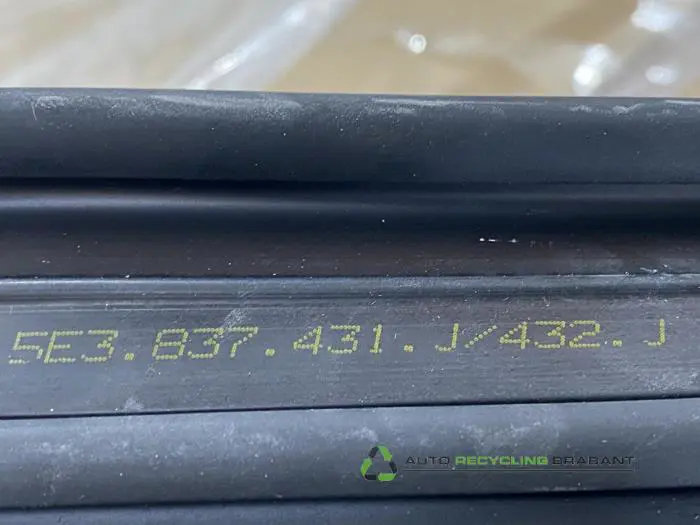 5E3.837.431.J/432.J
AUTO RECYCLING BRABANT